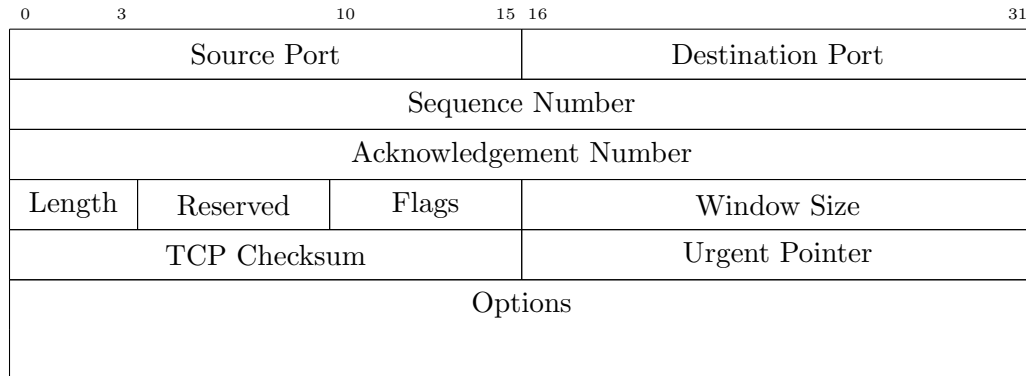 0 3 10 15 16 31
Source Port Destination Port
Sequence Number
Acknowledgement Number
Length Reserved Flags Window Size
TCP Checksum Urgent Pointer
Options